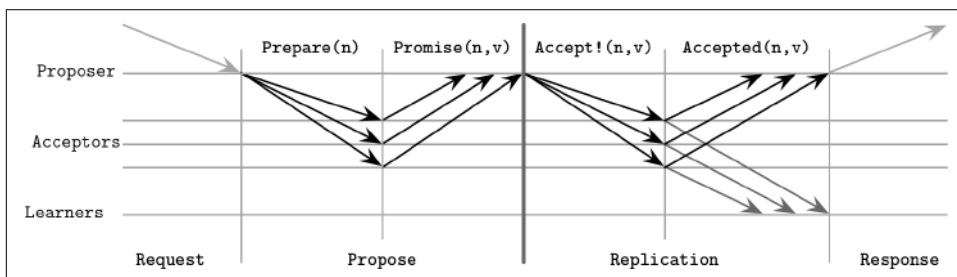 Prepare(n) Promise(n,v) Accept!(n,v) Accepted(n,v)
Proposer
Acceptors
Learners
Request Propose Replication Response